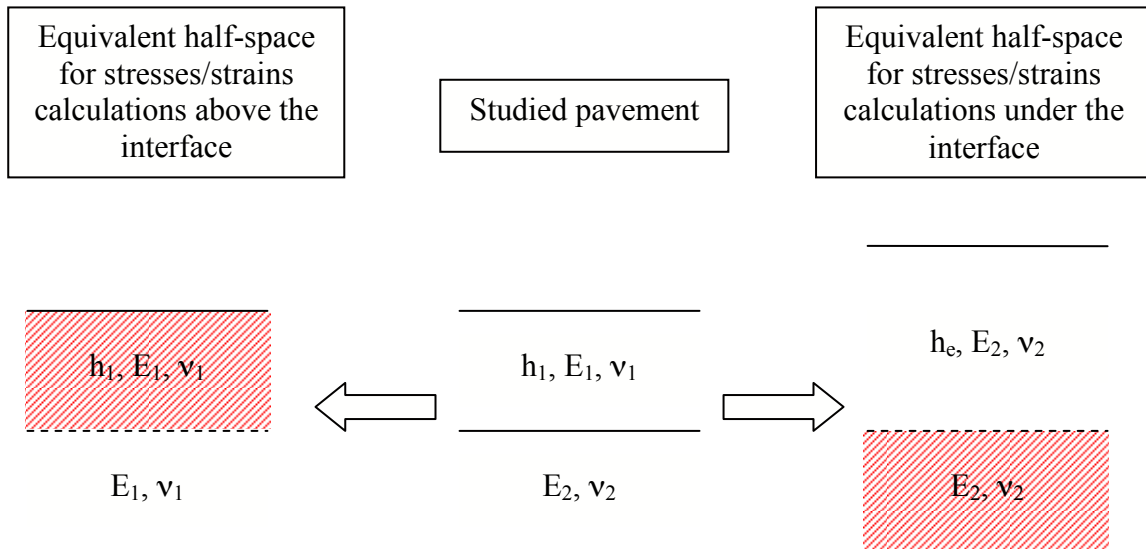 Equivalent half-space
for stresses/strains
calculations above the
interface
Studied pavement
Equivalent half-space
for stresses/strains
calculations under the
interface
h₁, E₁, ν₁
E₁, ν₁
h₁, E₁, ν₁
E₂, ν₂
hₑ, E₂, ν₂
E₂, ν₂